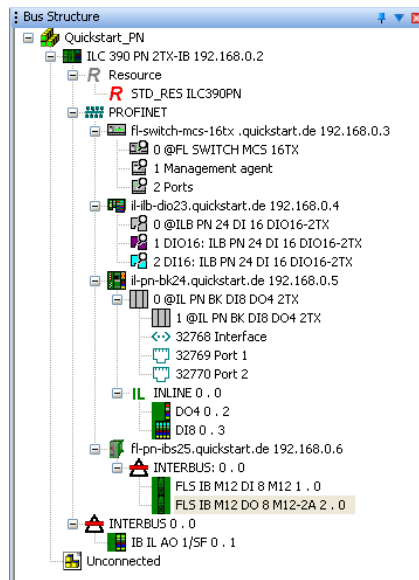 Bus Structure
Quickstart_PN
ILC 390 PN 2TX-IB 192.168.0.2
R Resource
R STD_RES ILC390PN
PROFINET
fl-switch-mcs-16tx .quickstart.de 192.168.0.3
0 @FL SWITCH MCS 16TX
1 Management agent
2 Ports
il-ilb-dio23.quickstart.de 192.168.0.4
0 @ILB PN 24 DI 16 DIO16-2TX
1 DIO16: ILB PN 24 DI 16 DIO16-2TX
2 DI16: ILB PN 24 DI 16 DIO16-2TX
il-pn-bk24.quickstart.de 192.168.0.5
0 @IL PN BK DI8 DO4 2TX
1 @IL PN BK DI8 DO4 2TX
32768 Interface
32769 Port 1
32770 Port 2
IL INLINE 0 . 0
DO4 0 . 2
DI8 0 . 3
fl-pn-ibs25.quickstart.de 192.168.0.6
INTERBUS: 0 . 0
FLS IB M12 DI 8 M12 1 . 0
FLS IB M12 DO 8 M12-2A 2 . 0
INTERBUS 0 . 0
IB IL AO 1/SF 0 . 1
Unconnected